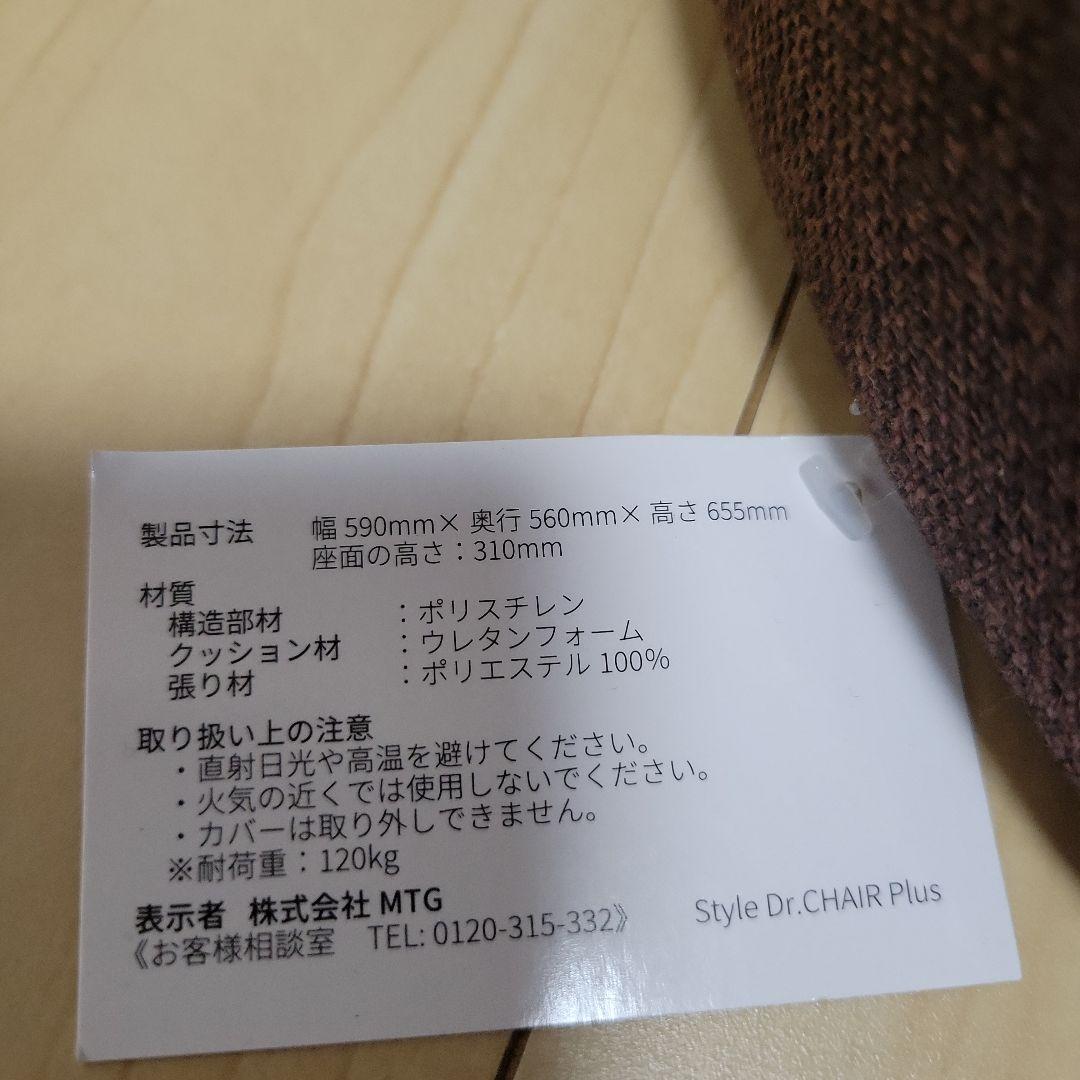 製品寸法 幅 590mm× 奥行 560mm× 高さ 655mm
座面の高さ：310mm
材質
構造部材 ：ポリスチレン
クッション材 ：ウレタンフォーム
張り材 ：ポリエステル 100%
取り扱い上の注意
・直射日光や高温を避けてください。
・火気の近くでは使用しないでください。
・カバーは取り外しできません。
※耐荷重：120kg
表示者 株式会社 MTG
《お客様相談室 TEL: 0120-315-332》
Style Dr.CHAIR Plus